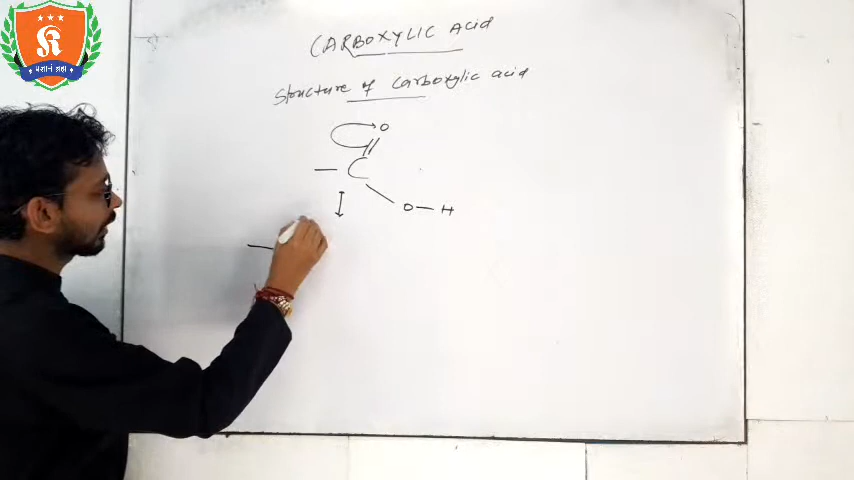 CARBOXYLIC ACID
Structure of Carboxylic acid
O
C
O — H